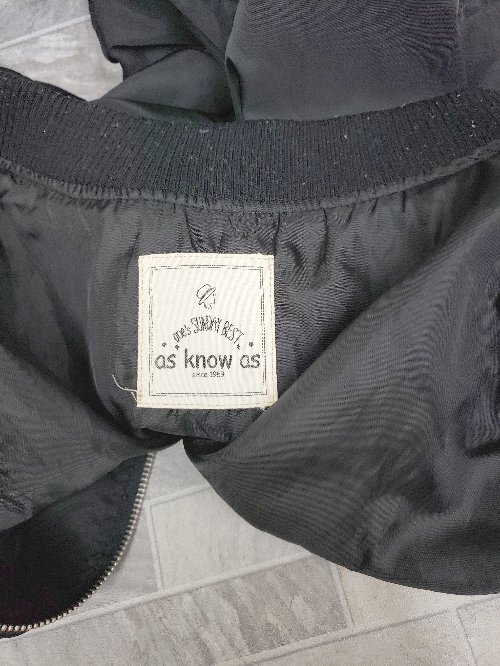 one's SUNDAY BEST
as know as
since 1989